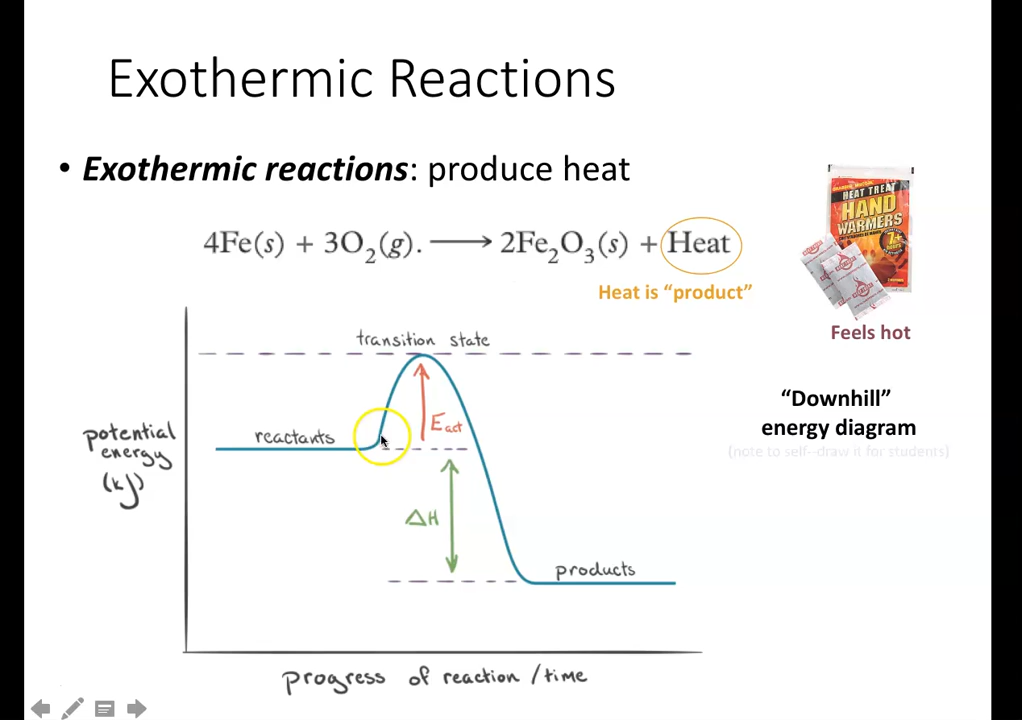 Exothermic Reactions
• Exothermic reactions: produce heat
4Fe(s) + 3O₂(g). ⟶ 2Fe₂O₃(s) + Heat
Heat is “product”
HEAT TREAT
HAND
WARMERS
7+
Feels hot
“Downhill”
energy diagram
(note to self--draw it for students)
transition state
E act
reactants
potential
energy
(kJ)
ΔH
products
progress of reaction / time